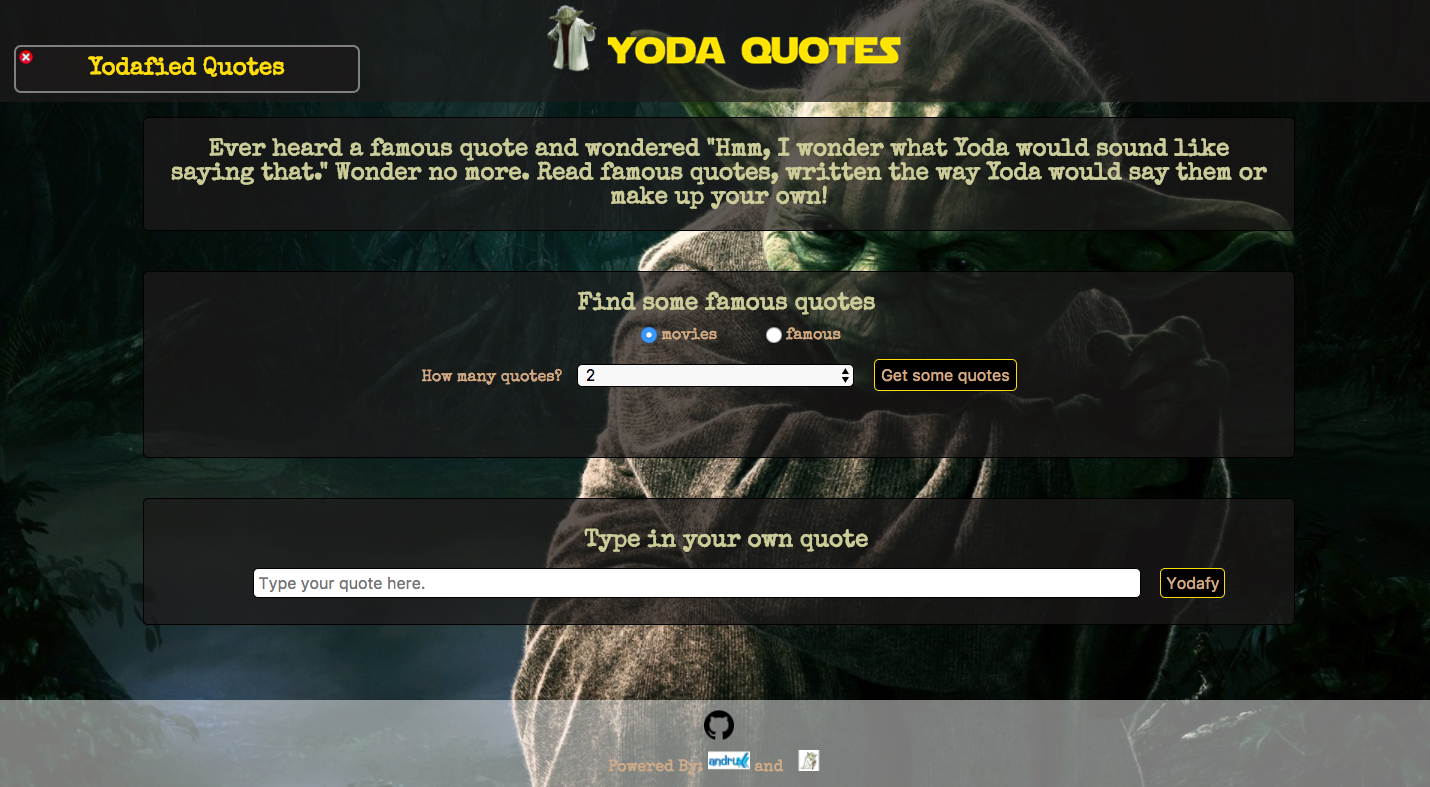 YODA QUOTES
Yodafied Quotes
Ever heard a famous quote and wondered "Hmm, I wonder what Yoda would sound like
saying that." Wonder no more. Read famous quotes, written the way Yoda would say them or
make up your own!
Find some famous quotes
movies famous
How many quotes? 2 Get some quotes
Type in your own quote
Type your quote here. Yodafy
Powered By: andrux and